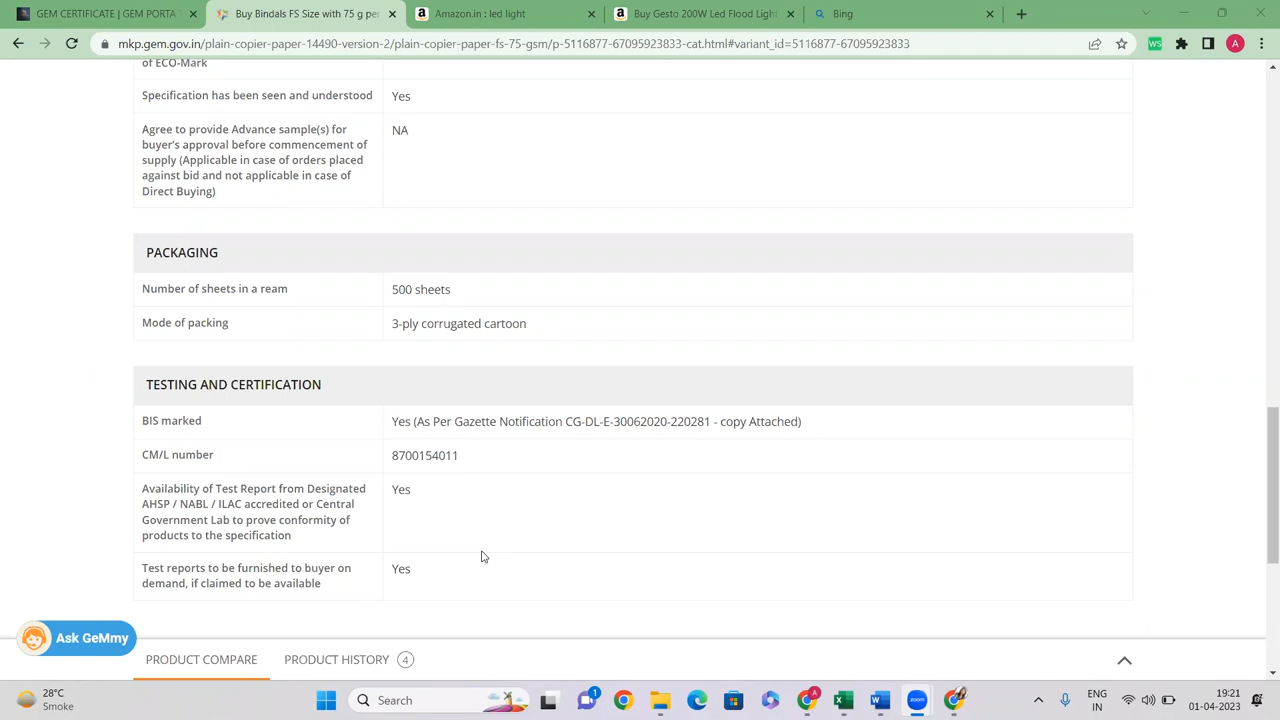 GEM CERTIFICATE | GEM PORTA
Buy Bindals FS Size with 75 g per
Amazon.in : led light
Buy Gesto 200W Led Flood Light
Bing
mkp.gem.gov.in/plain-copier-paper-14490-version-2/plain-copier-paper-fs-75-gsm/p-5116877-67095923833-cat.html#variant_id=5116877-67095923833
WS
A
of ECO-Mark
Specification has been seen and understood
Yes
Agree to provide Advance sample(s) for
buyer's approval before commencement of
supply (Applicable in case of orders placed
against bid and not applicable in case of
Direct Buying)
NA
PACKAGING
Number of sheets in a ream
500 sheets
Mode of packing
3-ply corrugated cartoon
TESTING AND CERTIFICATION
BIS marked
Yes (As Per Gazette Notification CG-DL-E-30062020-220281 - copy Attached)
CM/L number
8700154011
Availability of Test Report from Designated
AHSP / NABL / ILAC accredited or Central
Government Lab to prove conformity of
products to the specification
Yes
Test reports to be furnished to buyer on
demand, if claimed to be available
Yes
Ask GeMmy
PRODUCT COMPARE
PRODUCT HISTORY 4
28°C
Smoke
Search
1
A
zoom
ENG
IN
19:21
01-04-2023